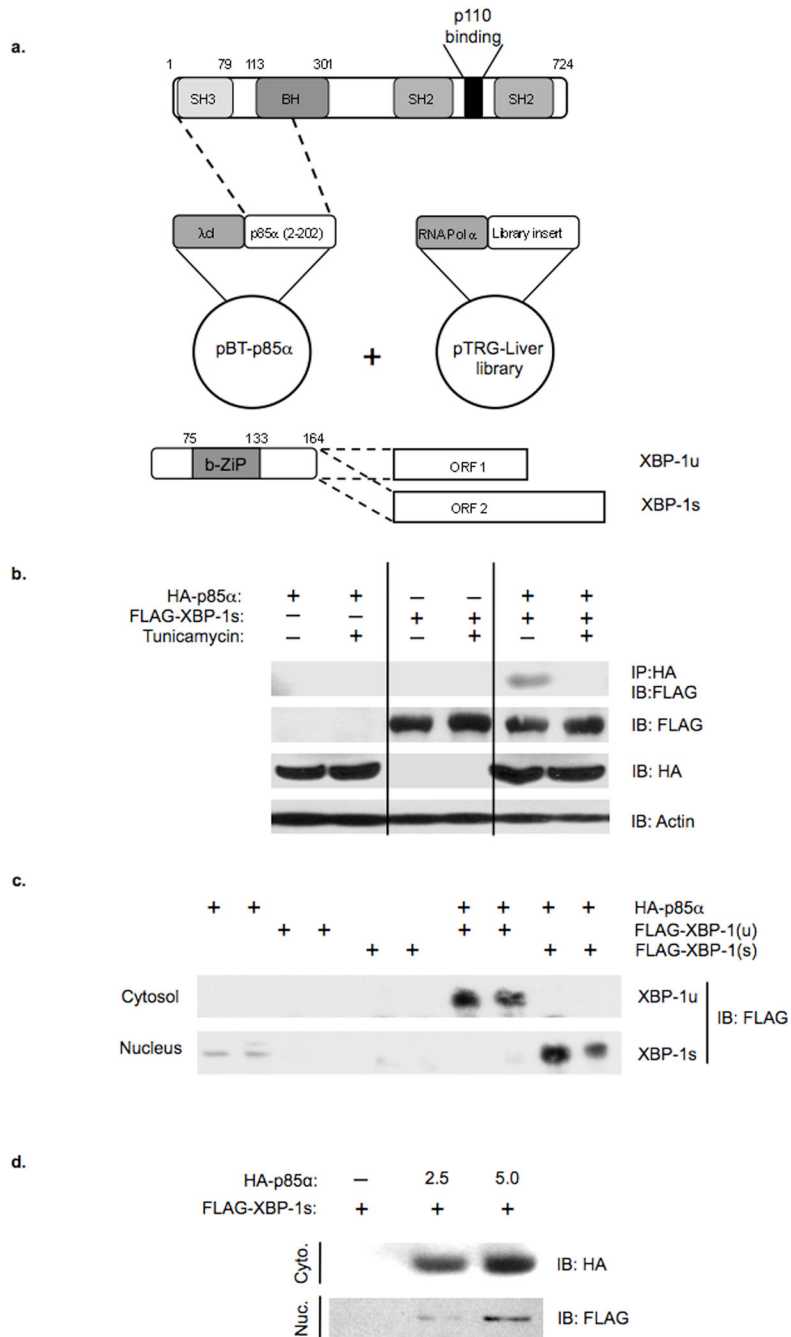 a.
p110
binding
1 79 113 301 724
SH3 BH SH2 SH2
λcI p85α (2-202) RNA Pol α Library insert
pBT-p85α + pTRG-Liver
library
75 133 164
b-ZiP ORF 1 XBP-1u
ORF 2 XBP-1s
b.
HA-p85α: + + – – + +
FLAG-XBP-1s: – – + + + +
Tunicamycin: – + – + – +
IP:HA
IB:FLAG
IB: FLAG
IB: HA
IB: Actin
c.
+ + + + + + HA-p85α
+ + + + FLAG-XBP-1(u)
+ + + + FLAG-XBP-1(s)
Cytosol XBP-1u
IB: FLAG
Nucleus XBP-1s
d.
HA-p85α: – 2.5 5.0
FLAG-XBP-1s: + + +
Cyto. IB: HA
Nuc. IB: FLAG